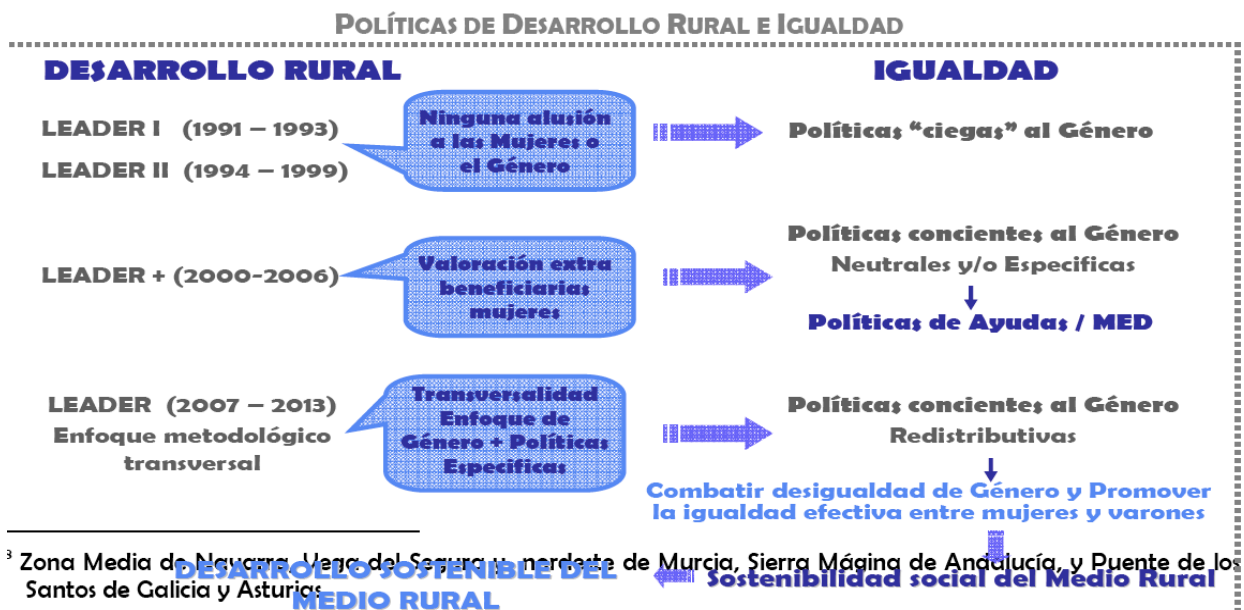 POLÍTICAS DE DESARROLLO RURAL E IGUALDAD
DESARROLLO RURAL
IGUALDAD
LEADER I (1991 – 1993)
LEADER II (1994 – 1999)
Ninguna alusión
a las Mujeres o
el Género
Políticas “ciegas” al Género
LEADER + (2000-2006)
Valoración extra
beneficiarias
mujeres
Políticas concientes al Género
Neutrales y/o Especificas
Políticas de Ayudas / MED
LEADER (2007 – 2013)
Enfoque metodológico
transversal
Transversalidad
Enfoque de
Género + Políticas
Especificas
Políticas concientes al Género
Redistributivas
Combatir desigualdad de Género y Promover
la igualdad efectiva entre mujeres y varones
Sostenibilidad social del Medio Rural
DESARROLLO SOSTENIBLE DEL
MEDIO RURAL
Zona Media de Navarra, Vega del Segura y nordeste de Murcia, Sierra Mágina de Andalucía, y Puente de los
Santos de Galicia y Asturias